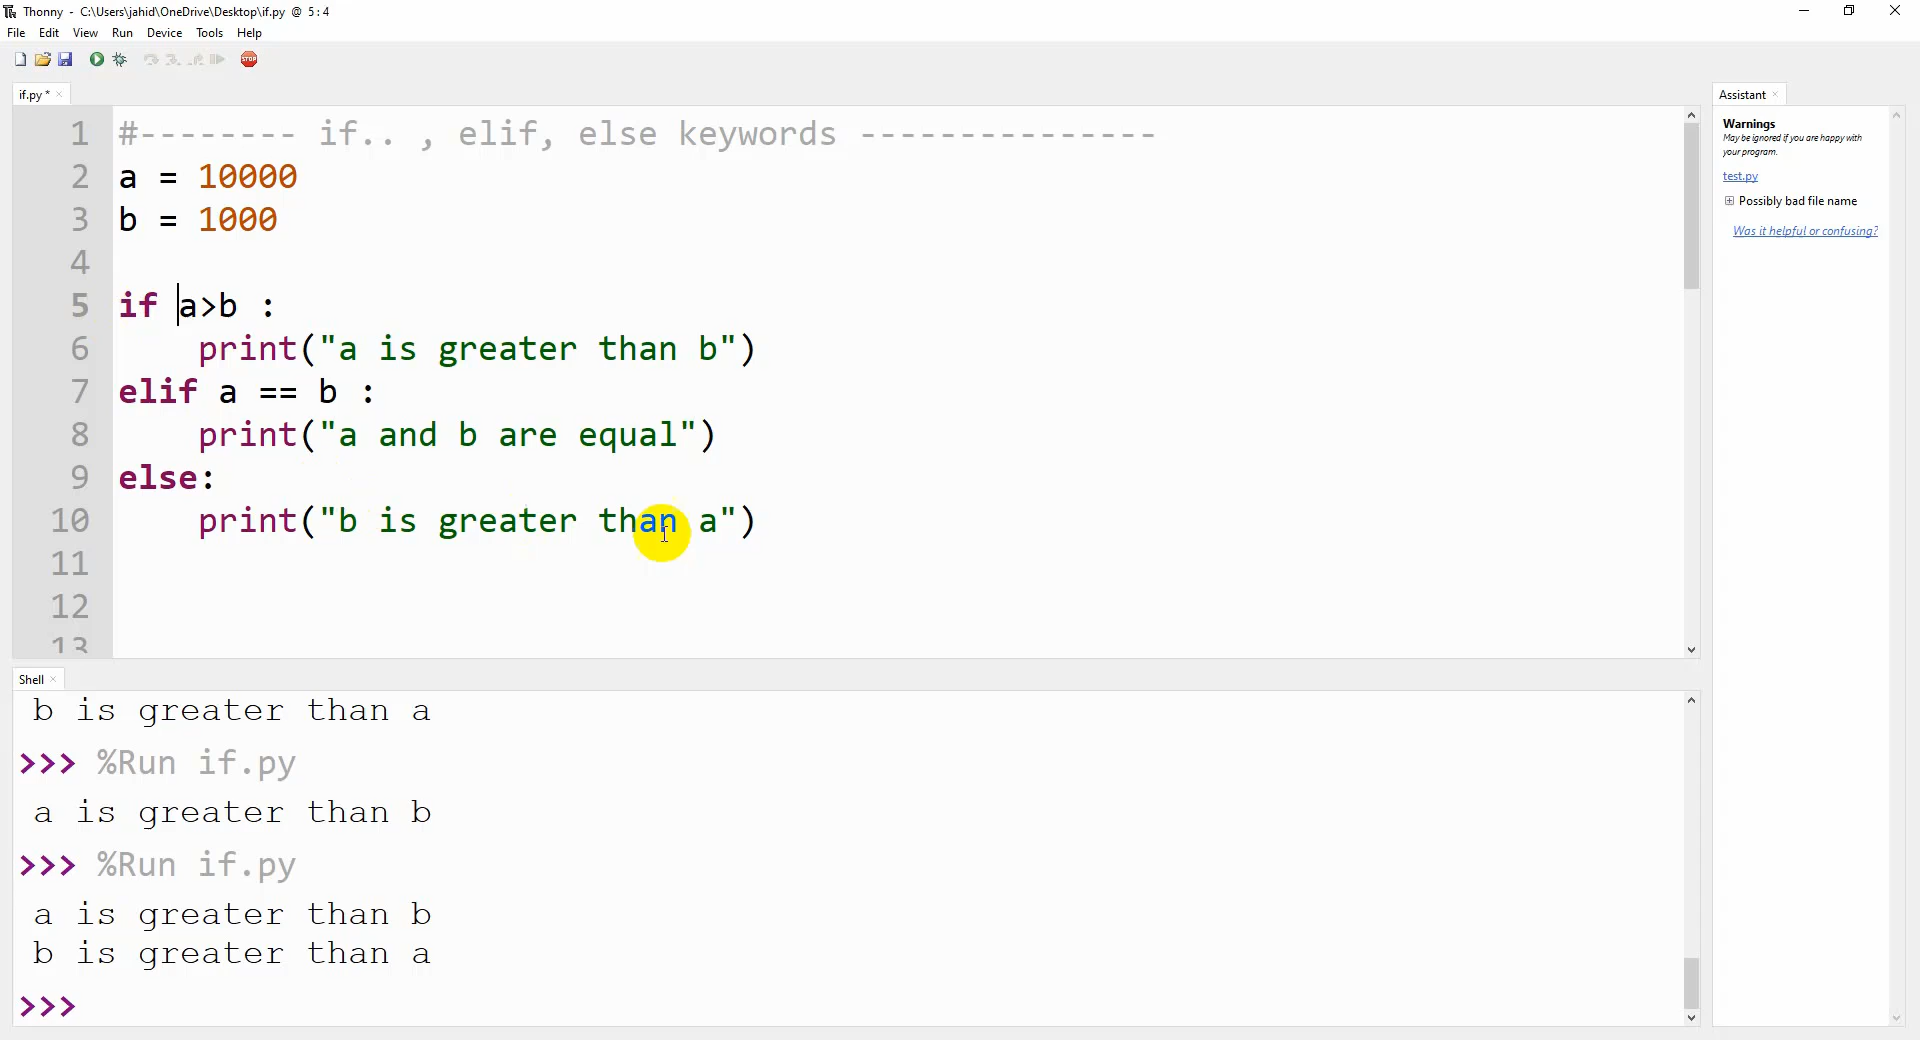 Thonny - C:\Users\jahid\OneDrive\Desktop\if.py @ 5:4
File Edit View Run Device Tools Help
STOP
if.py * ×
1 #-------- if.. , elif, else keywords ---------------
2 a = 10000
3 b = 1000
4
5 if a>b :
6     print("a is greater than b")
7 elif a == b :
8     print("a and b are equal")
9 else:
10     print("b is greater than a")
11
12
13
Shell ×
b is greater than a
>>> %Run if.py
a is greater than b
>>> %Run if.py
a is greater than b
b is greater than a
>>>
Assistant ×
Warnings
May be ignored if you are happy with
your program.
test.py
Possibly bad file name
Was it helpful or confusing?